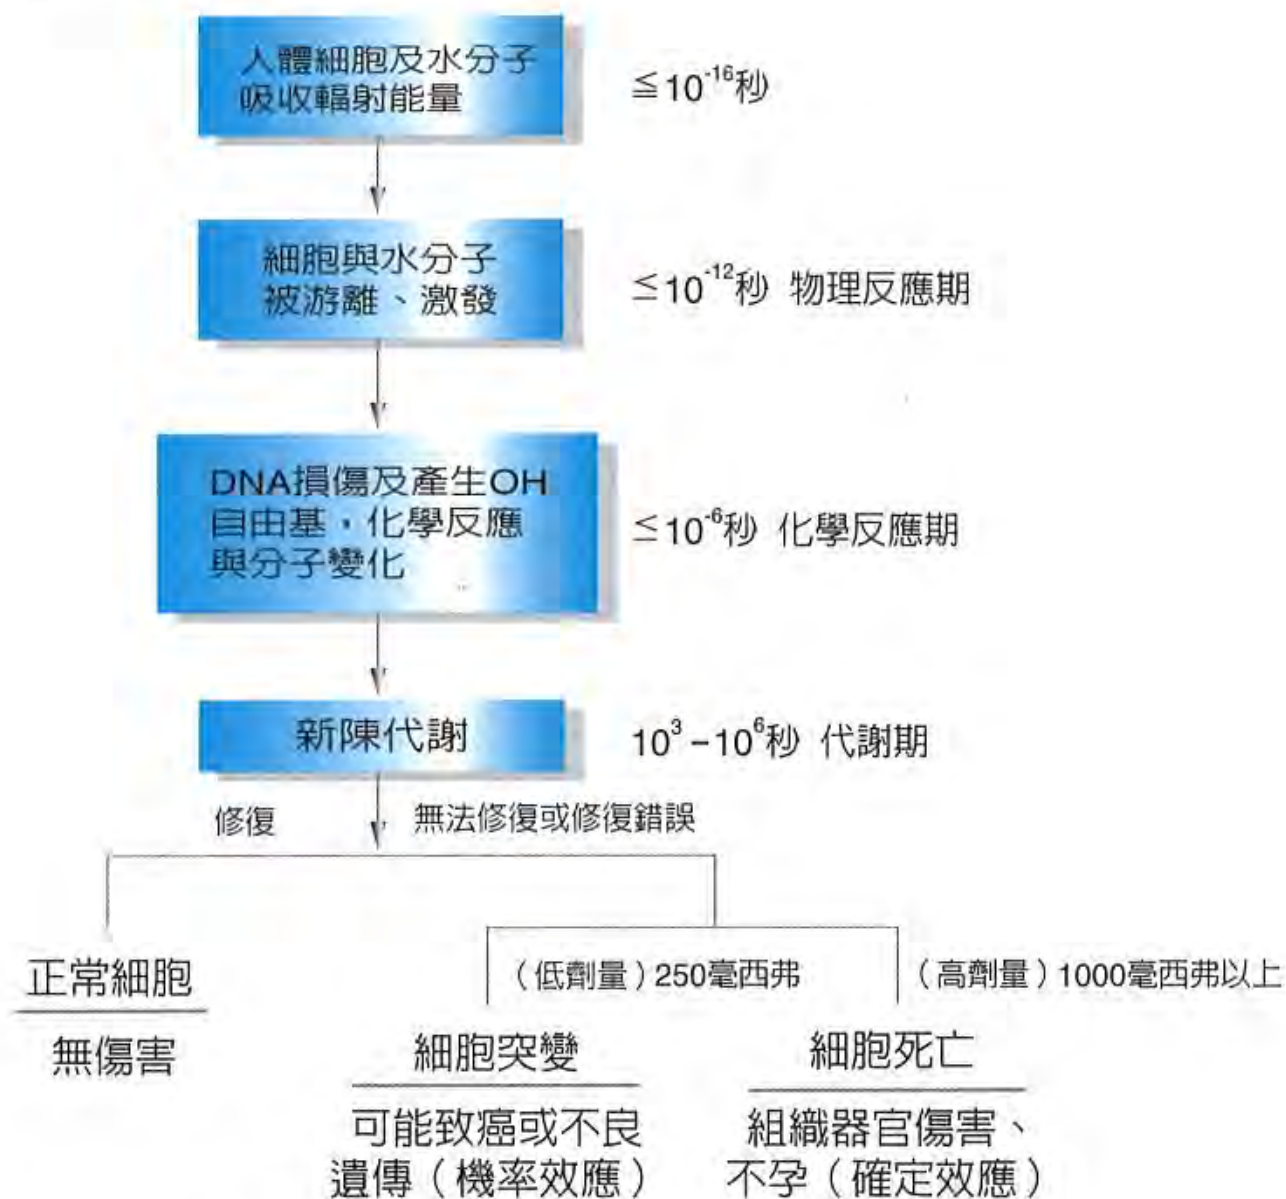 人體細胞及水分子
吸收輻射能量
≦10⁻¹⁶秒
細胞與水分子
被游離、激發
≦10⁻¹²秒 物理反應期
DNA損傷及產生OH
自由基，化學反應
與分子變化
≦10⁻⁶秒 化學反應期
新陳代謝
10³－10⁶秒 代謝期
修復
無法修復或修復錯誤
正常細胞
無傷害
（低劑量）250毫西弗
細胞突變
可能致癌或不良
遺傳（機率效應）
（高劑量）1000毫西弗以上
細胞死亡
組織器官傷害、
不孕（確定效應）